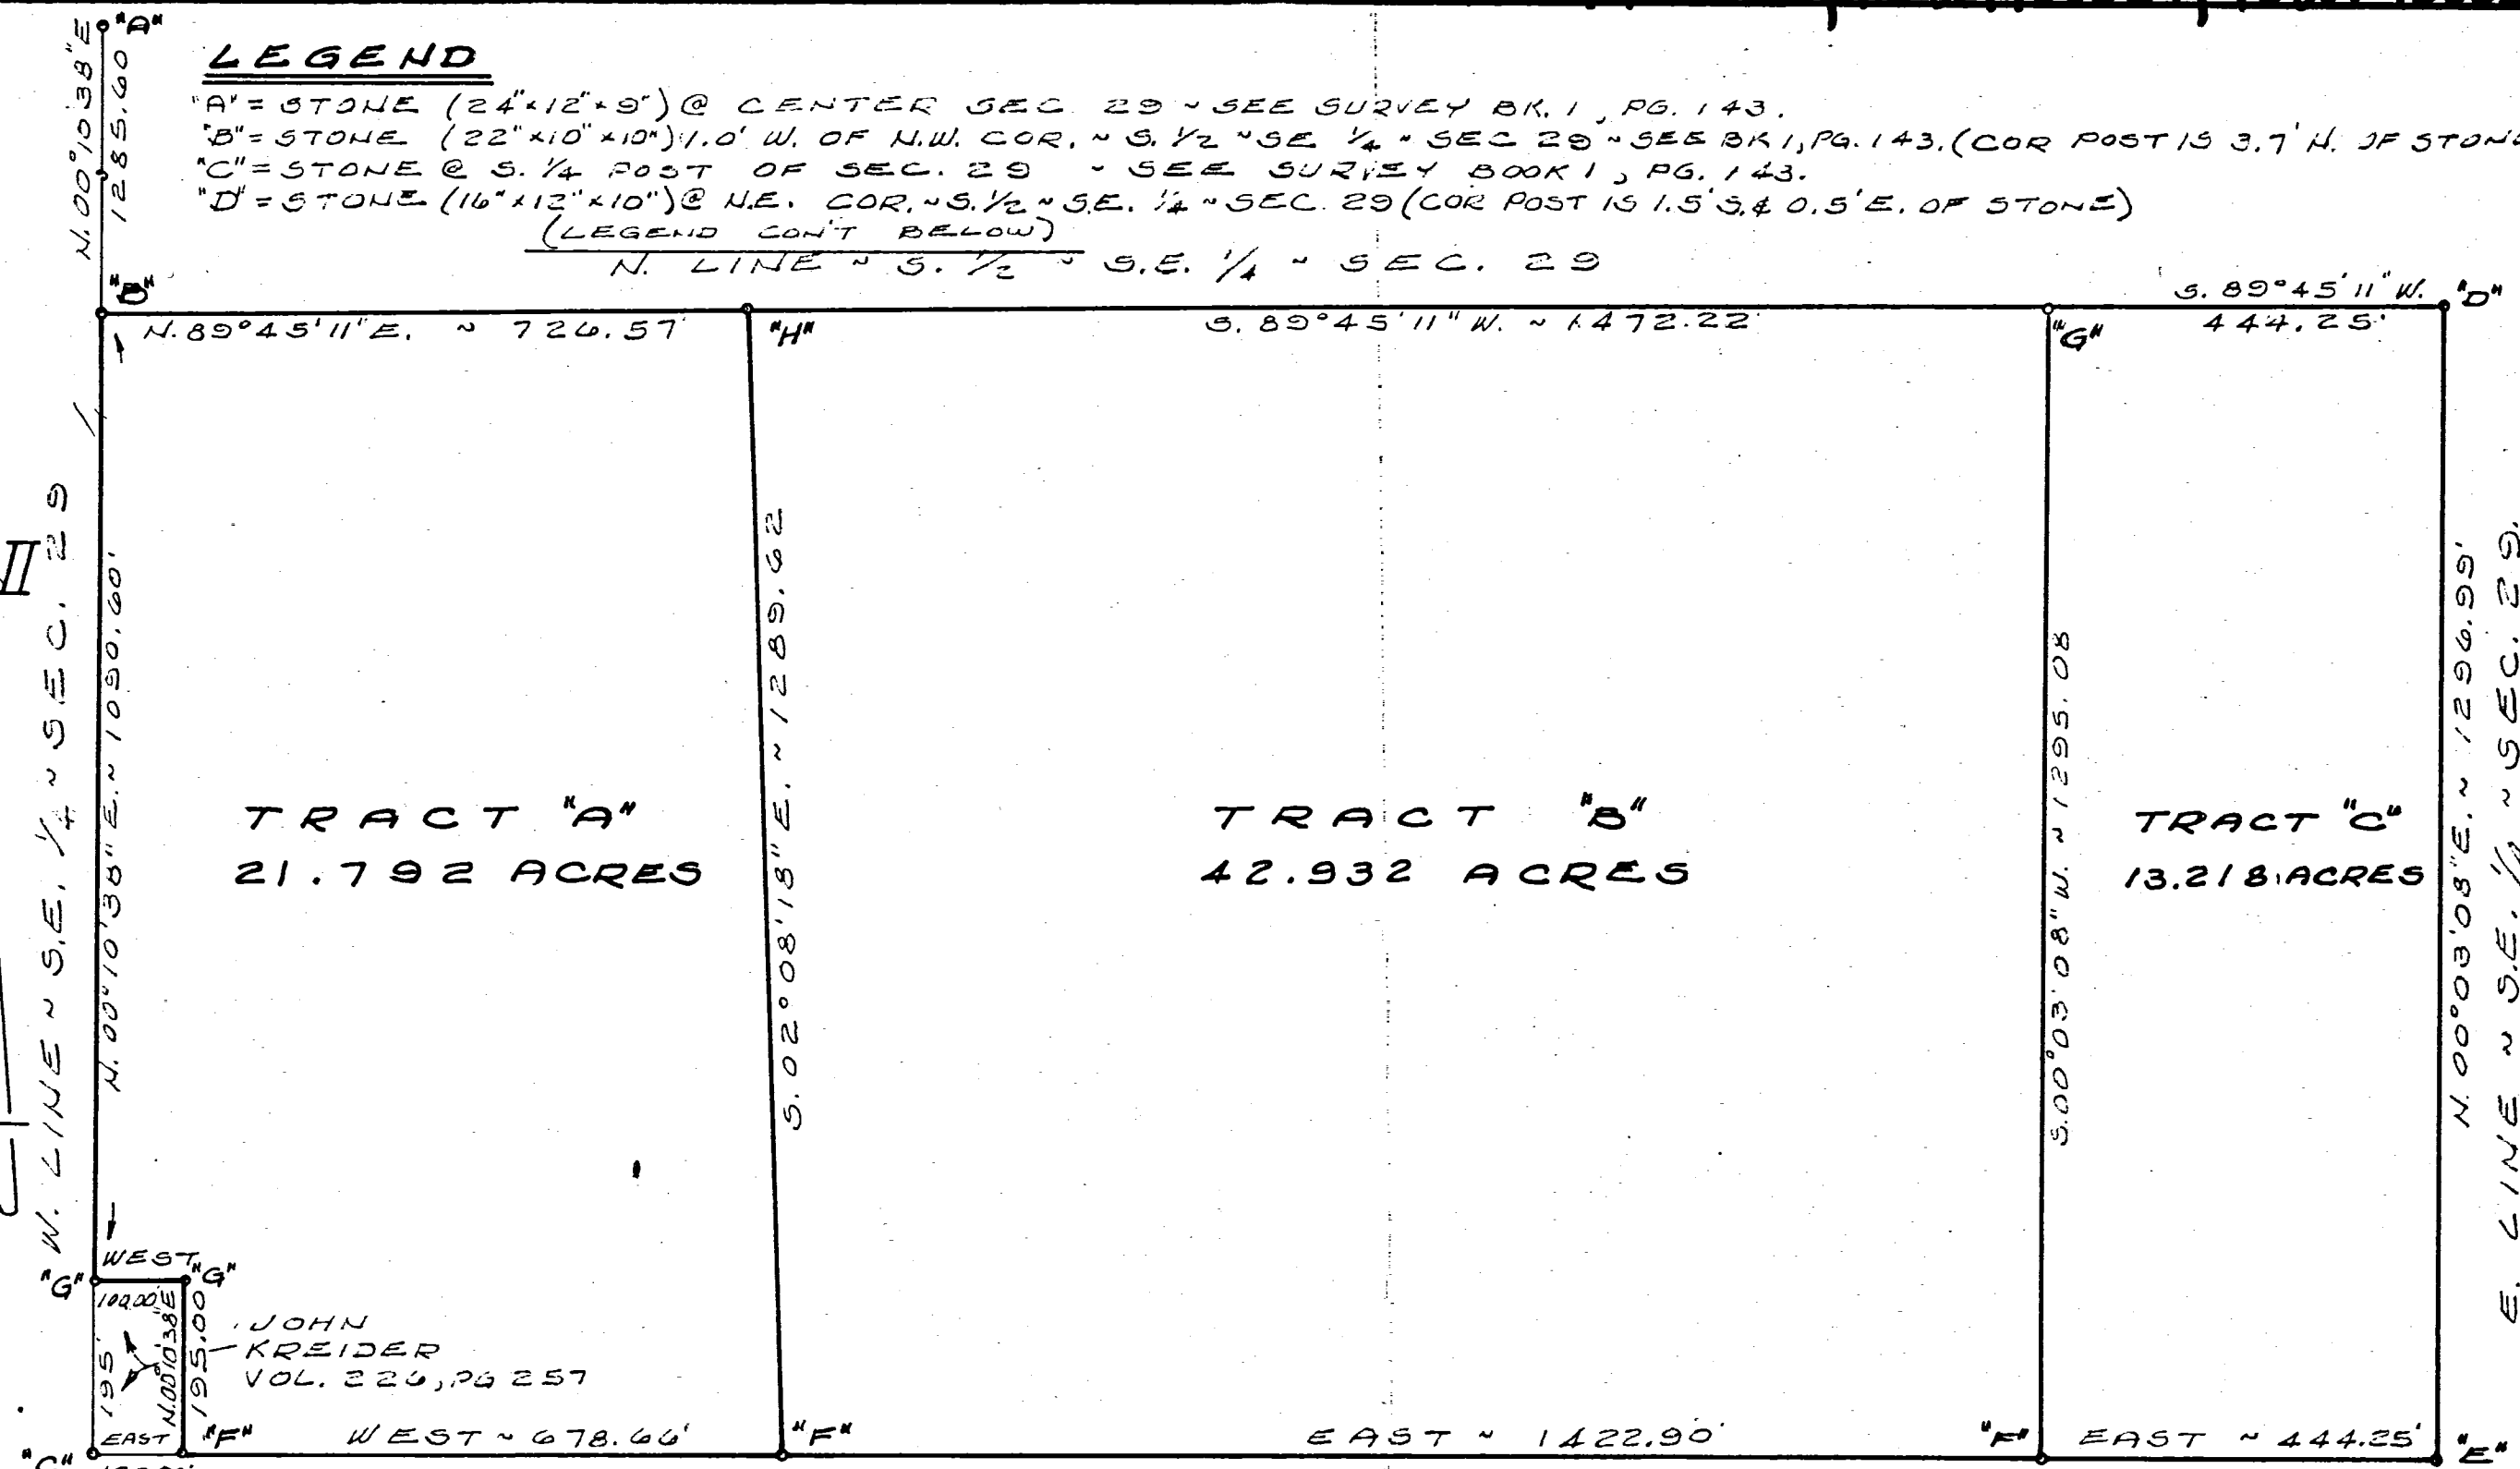 "A"
N.00°10'38"E
1285.60
LEGEND
"A"= STONE (24"x12"x9") @ CENTER SEC 29 ~ SEE SURVEY BK. 1, PG. 143.
"B"= STONE (22"x10"x10") 1.0' W. OF N.W. COR. ~ S. 1/2 ~ SE 1/4 ~ SEC 29 ~ SEE BK 1, PG. 143. (COR POST IS 3.7' N. OF STONE
"C"= STONE @ S. 1/4 POST OF SEC. 29 ~ SEE SURVEY BOOK 1, PG. 143.
"D"= STONE (16"x12"x10") @ N.E. COR. ~ S. 1/2 ~ S.E. 1/4 ~ SEC. 29 (COR POST IS 1.5' S. & 0.5' E. OF STONE)
(LEGEND CON'T BELOW)
N. LINE ~ S. 1/2 ~ S.E. 1/4 ~ SEC. 29
"B"
N.89°45'11"E. ~ 726.57'
"H"
S. 89°45'11" W. ~ 1472.22'
"G"
S. 89°45'11" W.
444.25'
"D"
II
W. LINE ~ S.E. 1/4 ~ SEC. 29
N.00°10'38"E. ~ 1090.60'
S.02°08'18"E. ~ 1289.62
S.00°03'08"W. ~ 1295.08
N.00°03'08"E. ~ 1296.99'
E. LINE ~ S.E. 1/4 ~ SEC. 29.
TRACT "A"
21.792 ACRES
TRACT "B"
42.932 ACRES
TRACT "C"
13.218 ACRES
WEST
"G"
"G"
100.00'
195'
N.00°10'38"E
195.00
JOHN
KREIDER
VOL. 226, PG 257
"C"
EAST
"F"
WEST ~ 678.66'
"F"
EAST ~ 1422.90'
"F"
EAST ~ 444.25'
"E"